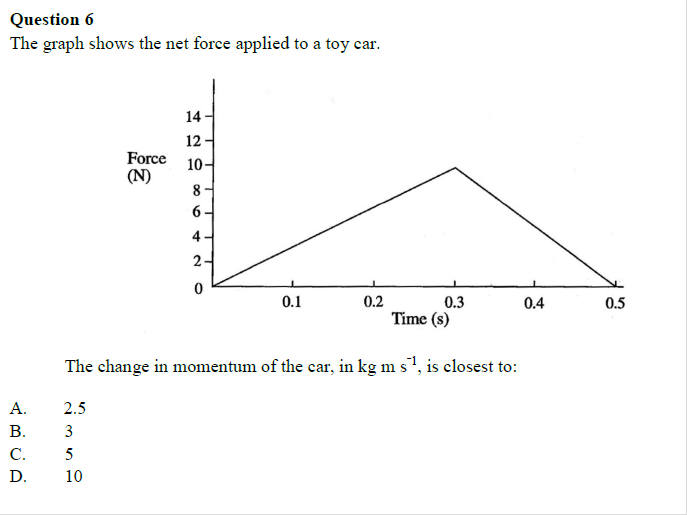 Question 6
The graph shows the net force applied to a toy car.
14
12
Force 10
(N)
8
6
4
2
0
0.1 0.2 0.3 0.4 0.5
Time (s)
The change in momentum of the car, in kg m s⁻¹, is closest to:
A. 2.5
B. 3
C. 5
D. 10